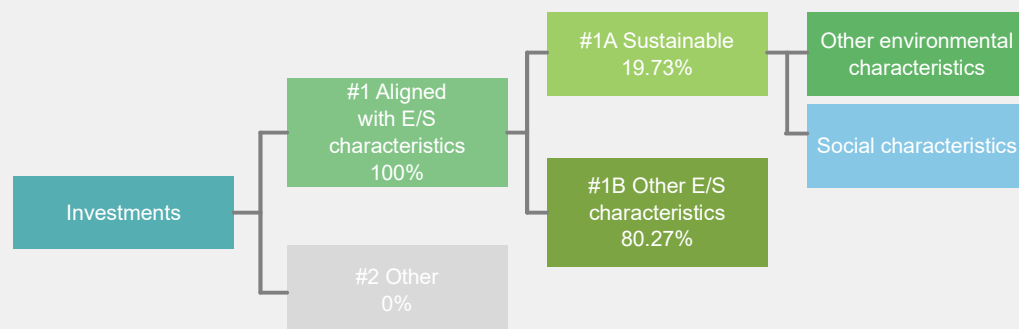 Investments
#1 Aligned
with E/S
characteristics
100%
#2 Other
0%
#1A Sustainable
19.73%
#1B Other E/S
characteristics
80.27%
Other environmental
characteristics
Social characteristics